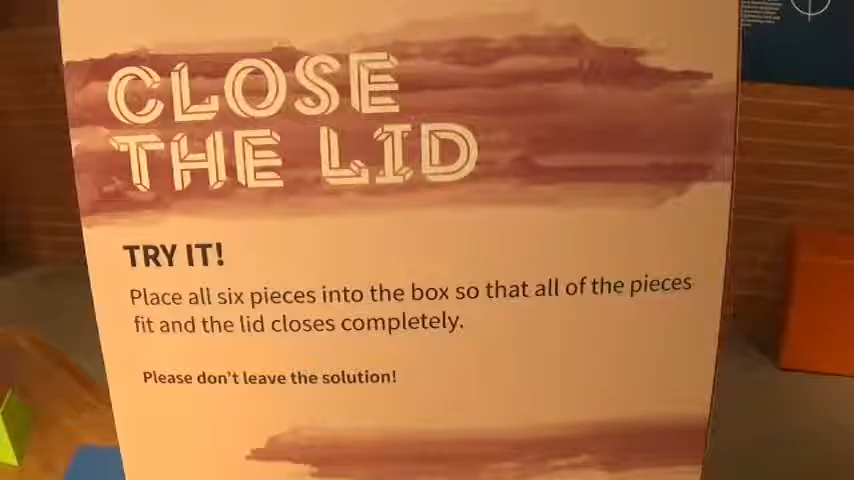 CLOSE
THE LID
TRY IT!
Place all six pieces into the box so that all of the pieces
fit and the lid closes completely.
Please don't leave the solution!